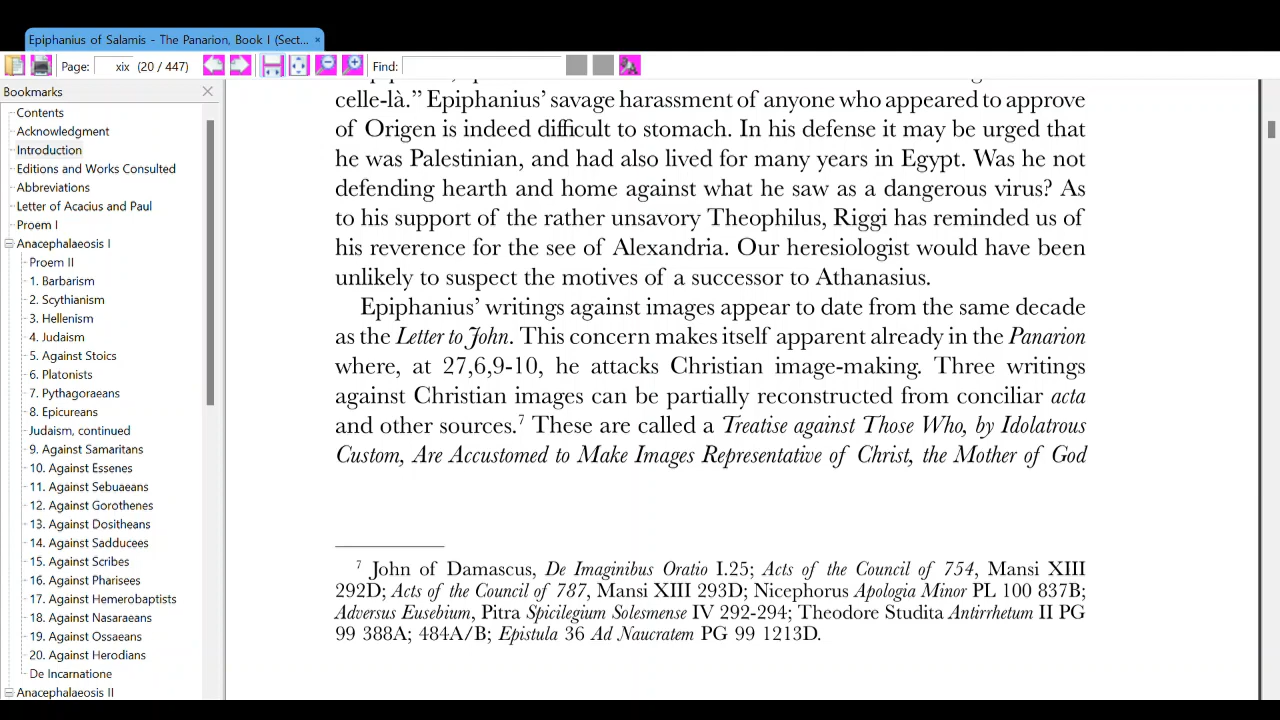 Epiphanius of Salamis - The Panarion, Book I (Sect... ×
Page: xix (20 / 447) Find:
Bookmarks
Contents
Acknowledgment
Introduction
Editions and Works Consulted
Abbreviations
Letter of Acacius and Paul
Proem I
Anacephalaeosis I
Proem II
1. Barbarism
2. Scythianism
3. Hellenism
4. Judaism
5. Against Stoics
6. Platonists
7. Pythagoraeans
8. Epicureans
Judaism, continued
9. Against Samaritans
10. Against Essenes
11. Against Sebuaeans
12. Against Gorothenes
13. Against Dositheans
14. Against Sadducees
15. Against Scribes
16. Against Pharisees
17. Against Hemerobaptists
18. Against Nasaraeans
19. Against Ossaeans
20. Against Herodians
De Incarnatione
Anacephalaeosis II
celle-là.” Epiphanius’ savage harassment of anyone who appeared to approve
of Origen is indeed difficult to stomach. In his defense it may be urged that
he was Palestinian, and had also lived for many years in Egypt. Was he not
defending hearth and home against what he saw as a dangerous virus? As
to his support of the rather unsavory Theophilus, Riggi has reminded us of
his reverence for the see of Alexandria. Our heresiologist would have been
unlikely to suspect the motives of a successor to Athanasius.
Epiphanius’ writings against images appear to date from the same decade
as the Letter to John. This concern makes itself apparent already in the Panarion
where, at 27,6,9-10, he attacks Christian image-making. Three writings
against Christian images can be partially reconstructed from conciliar acta
and other sources.7 These are called a Treatise against Those Who, by Idolatrous
Custom, Are Accustomed to Make Images Representative of Christ, the Mother of God
7 John of Damascus, De Imaginibus Oratio I.25; Acts of the Council of 754, Mansi XIII
292D; Acts of the Council of 787, Mansi XIII 293D; Nicephorus Apologia Minor PL 100 837B;
Adversus Eusebium, Pitra Spicilegium Solesmense IV 292-294; Theodore Studita Antirrhetum II PG
99 388A; 484A/B; Epistula 36 Ad Naucratem PG 99 1213D.